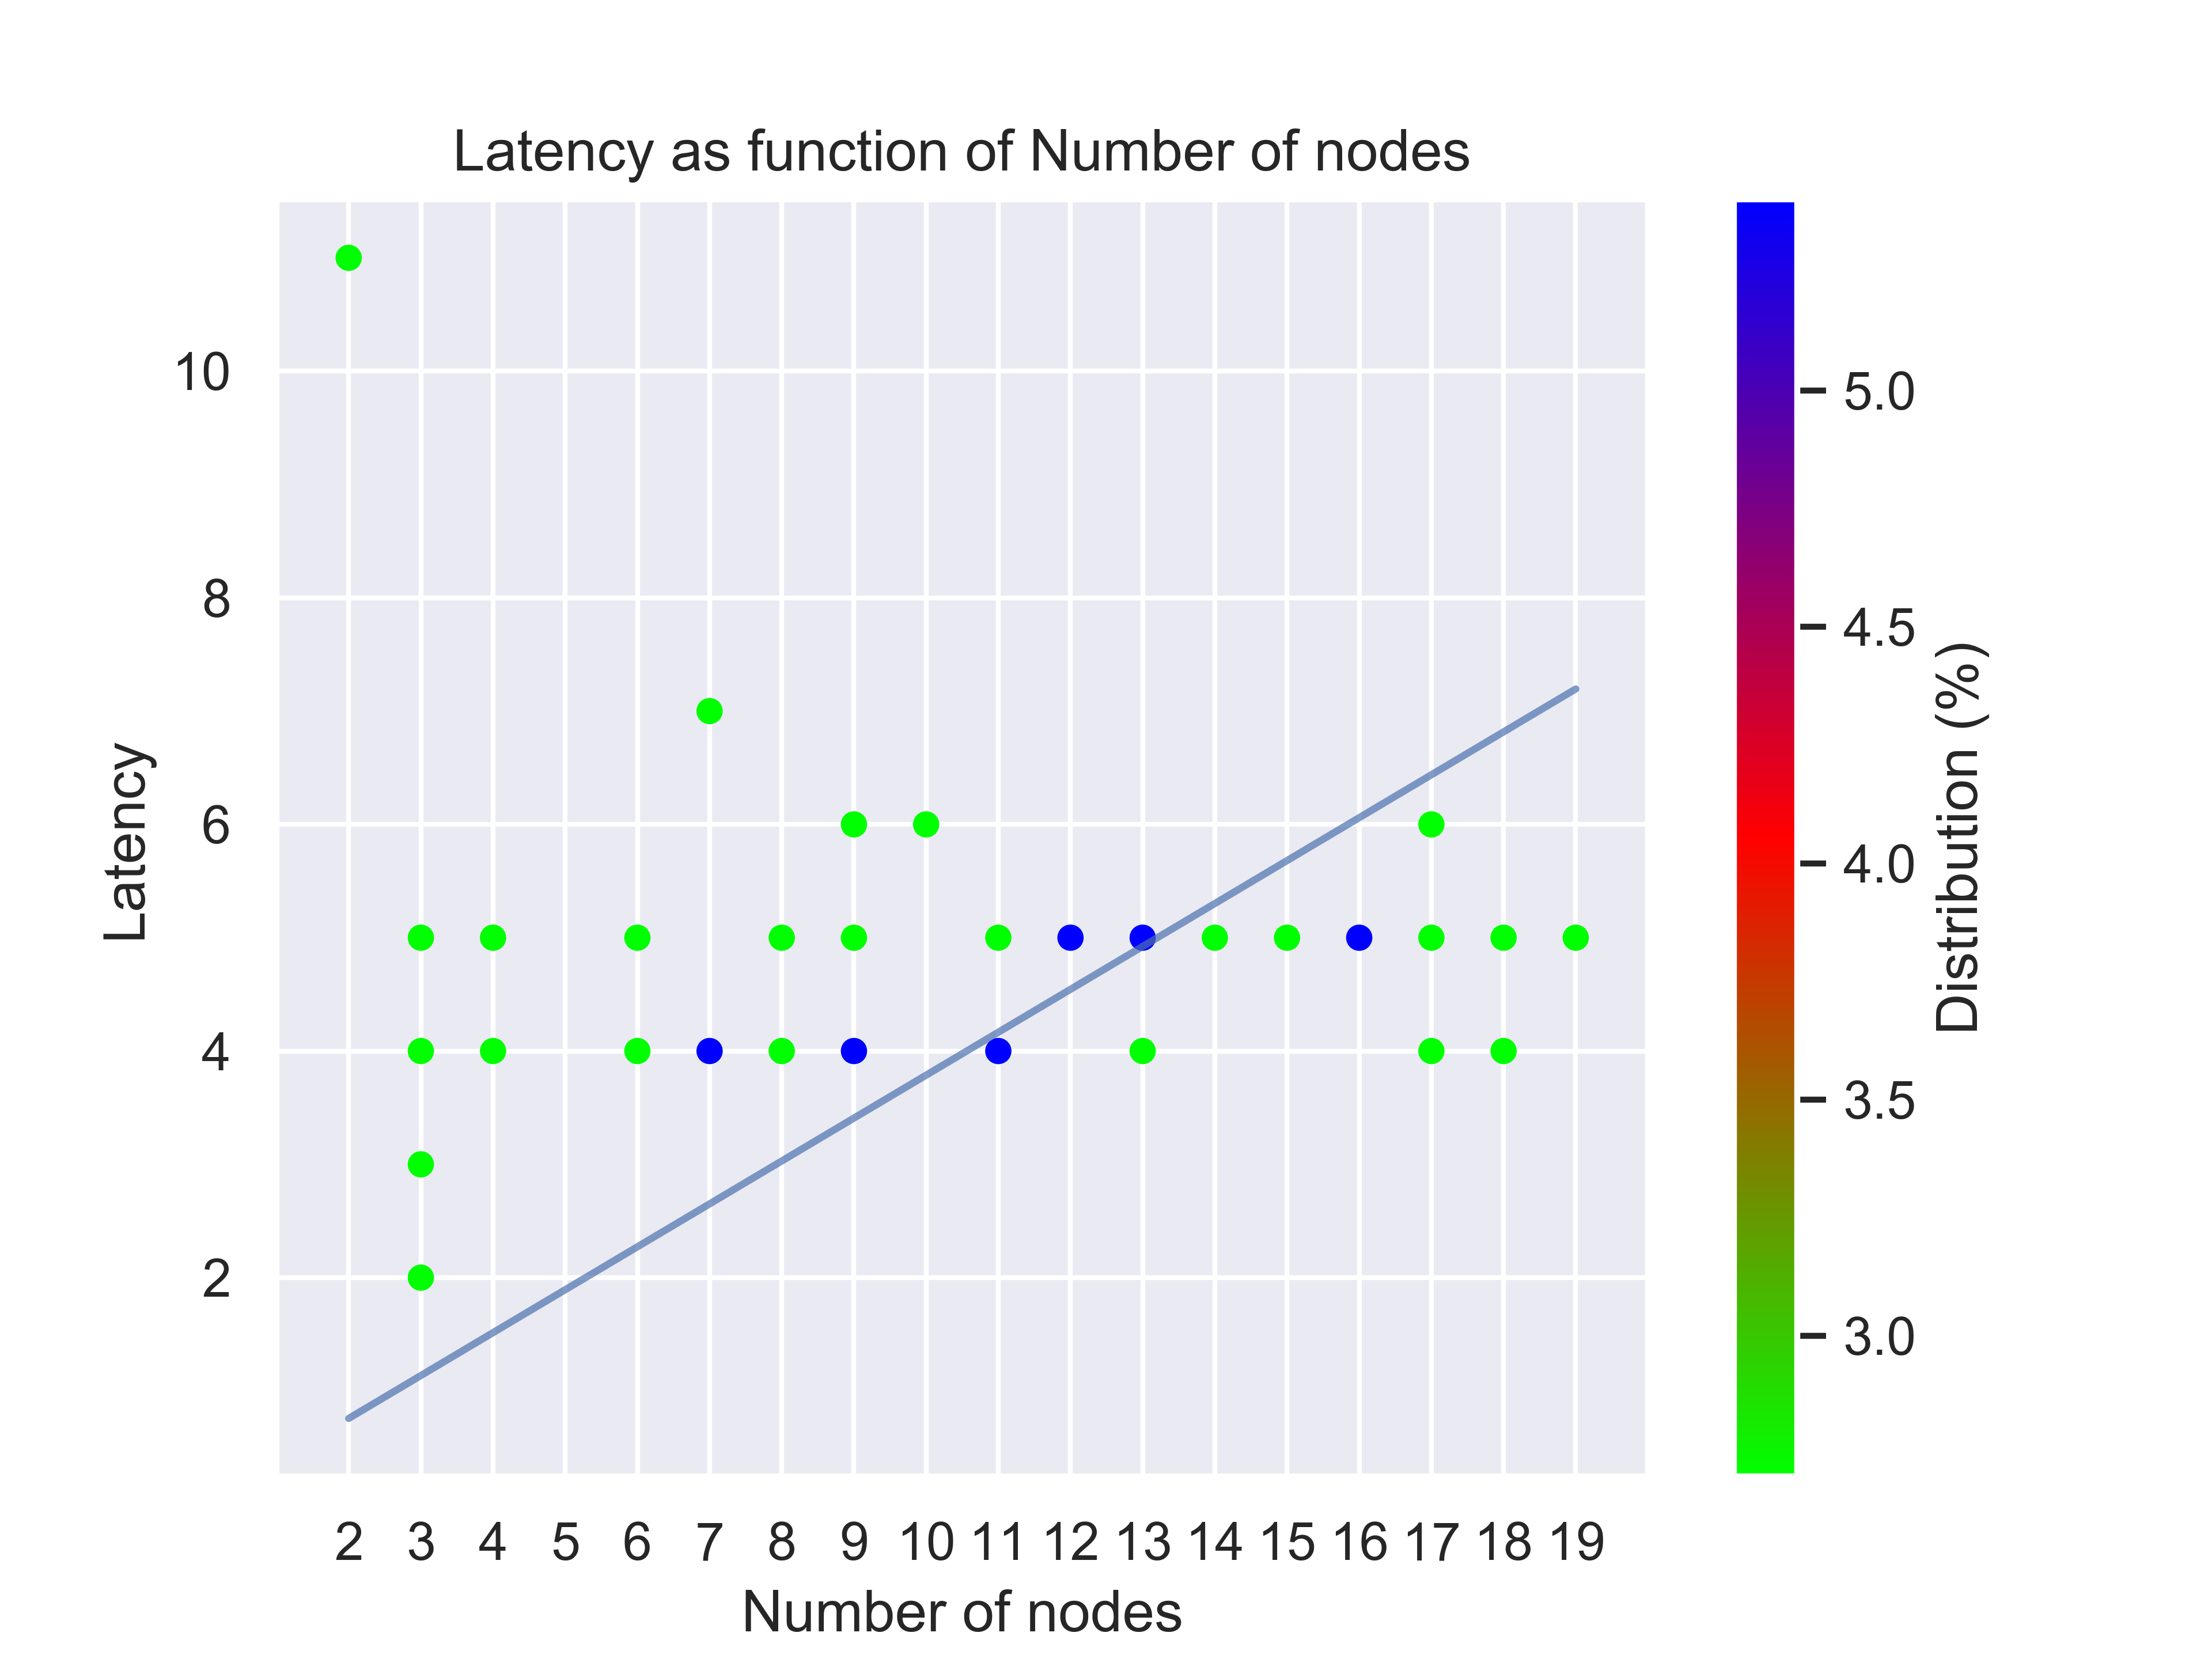 Latency as function of Number of nodes
10
8
6
4
2
Latency
2 3 4 5 6 7 8 9 10 11 12 13 14 15 16 17 18 19
Number of nodes
5.0
4.5
4.0
3.5
3.0
Distribution (%)